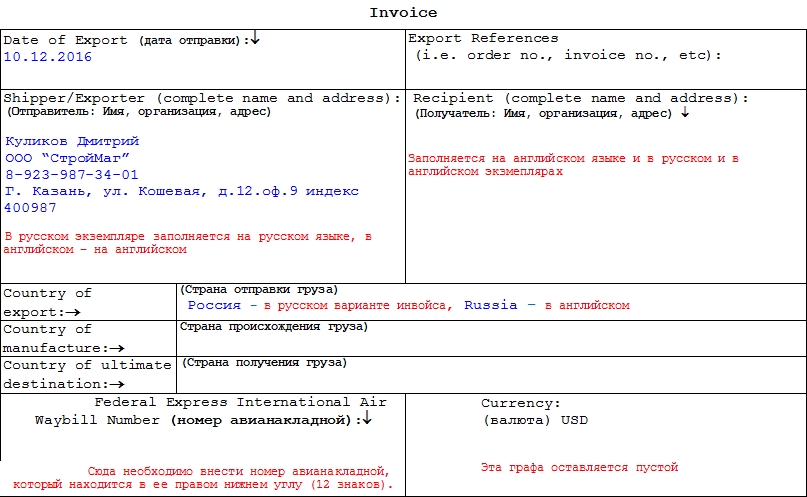 Invoice
Date of Export (дата отправки):↓
10.12.2016
Export References
(i.e. order no., invoice no., etc):
Shipper/Exporter (complete name and address):
(Отправитель: Имя, организация, адрес)
Куликов Дмитрий
ООО “СтройМаг”
8-923-987-34-01
Г. Казань, ул. Кошевая, д.12.оф.9 индекс
400987
В русском экземпляре заполняется на русском языке, в
английском – на английском
Recipient (complete name and address):
(Получатель: Имя, организация, адрес) ↓
Заполняется на английском языке и в русском и в
английском экзмеплярах
Country of
export:→
(Страна отправки груза)
Россия – в русском варианте инвойса, Russia – в английском
Country of
manufacture:→
Страна происхождения груза)
Country of ultimate
destination:→
(Страна получения груза)
Federal Express International Air
Waybill Number (номер авианакладной):↓
Сюда необходимо внести номер авианакладной,
который находится в ее правом нижнем углу (12 знаков).
Currency:
(валюта) USD
Эта графа оставляется пустой